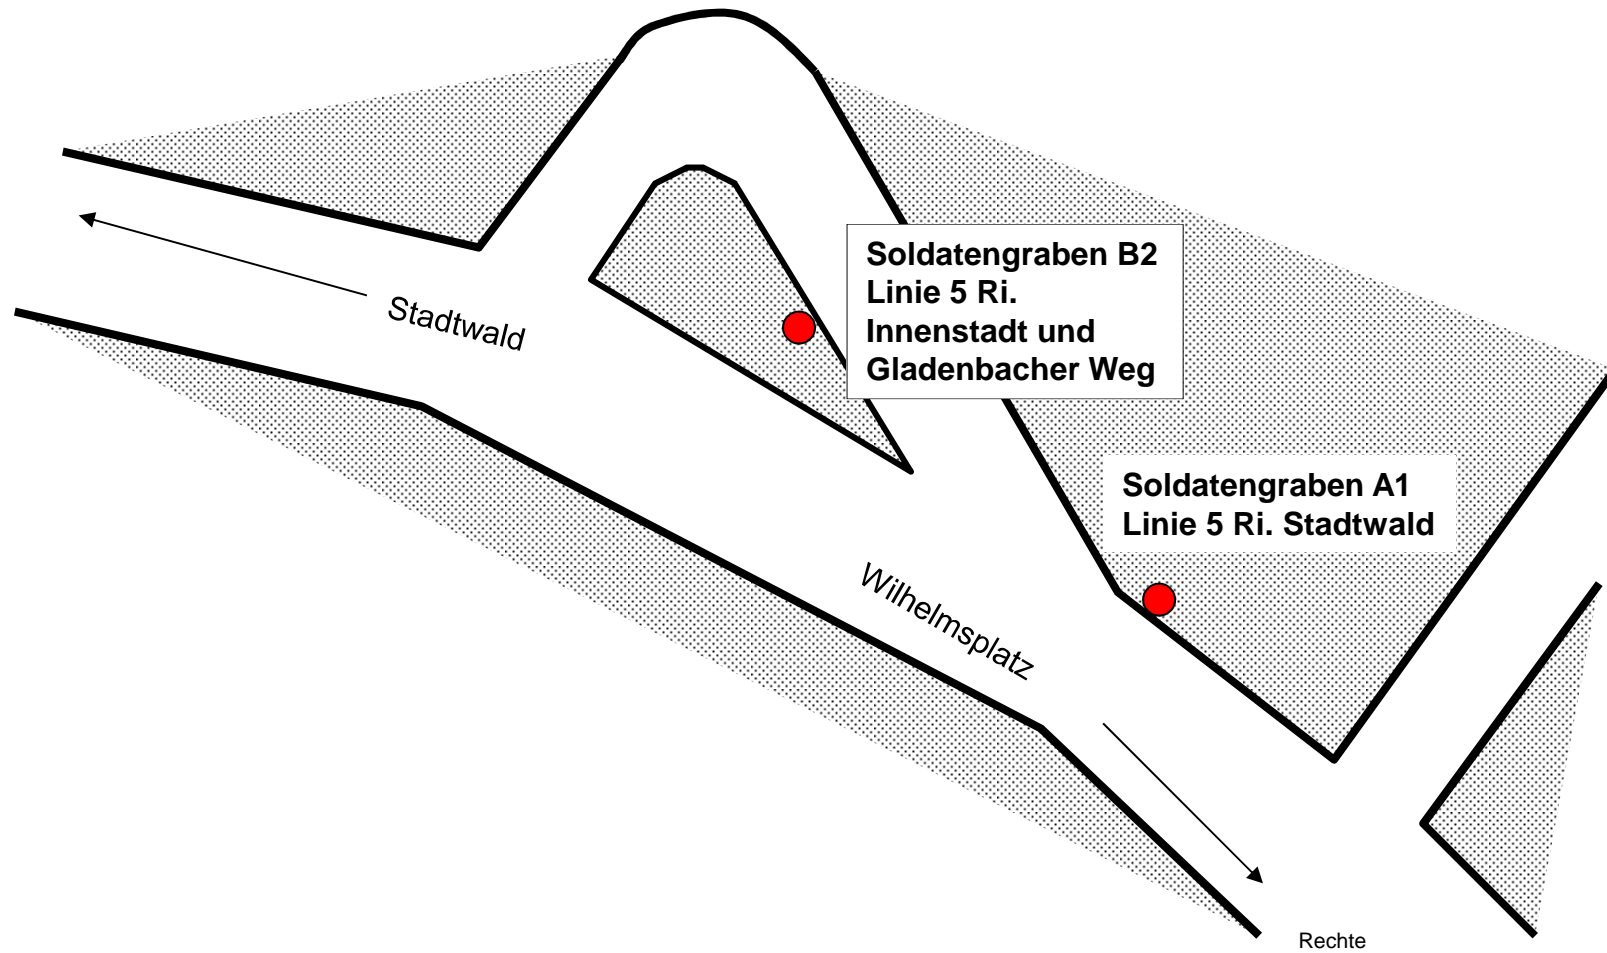 Soldatengraben B2
Linie 5 Ri.
Innenstadt und
Gladenbacher Weg
Stadtwald
Soldatengraben A1
Linie 5 Ri. Stadtwald
Wilhelmsplatz
Rechte